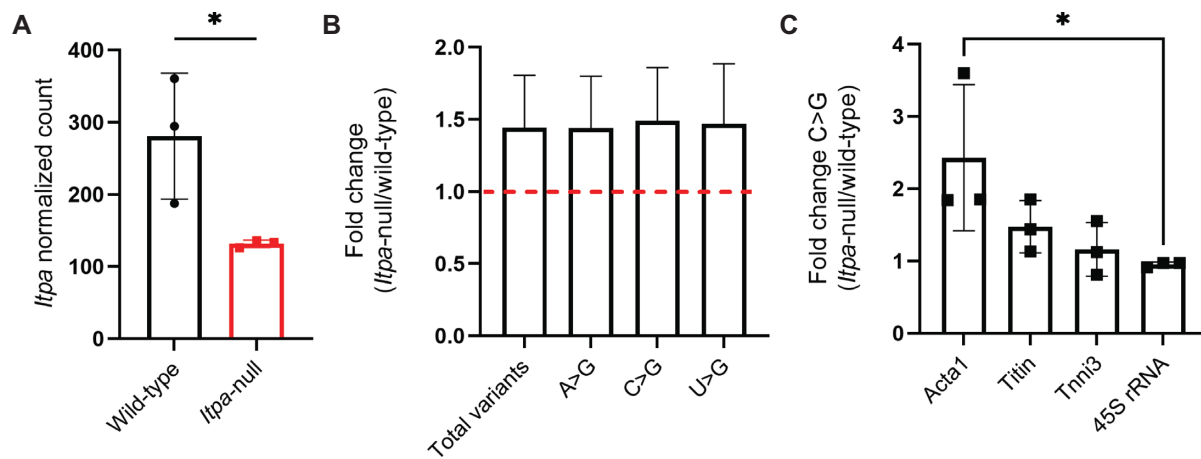 A
*
Itpa normalized count
400
300
200
100
0
Wild-type
Itpa-null
B
Fold change
(Itpa-null/wild-type)
2.0
1.5
1.0
0.5
0.0
Total variants
A>G
C>G
U>G
C
*
Fold change C>G
(Itpa-null/wild-type)
4
3
2
1
0
Acta1
Titin
Tnni3
45S rRNA